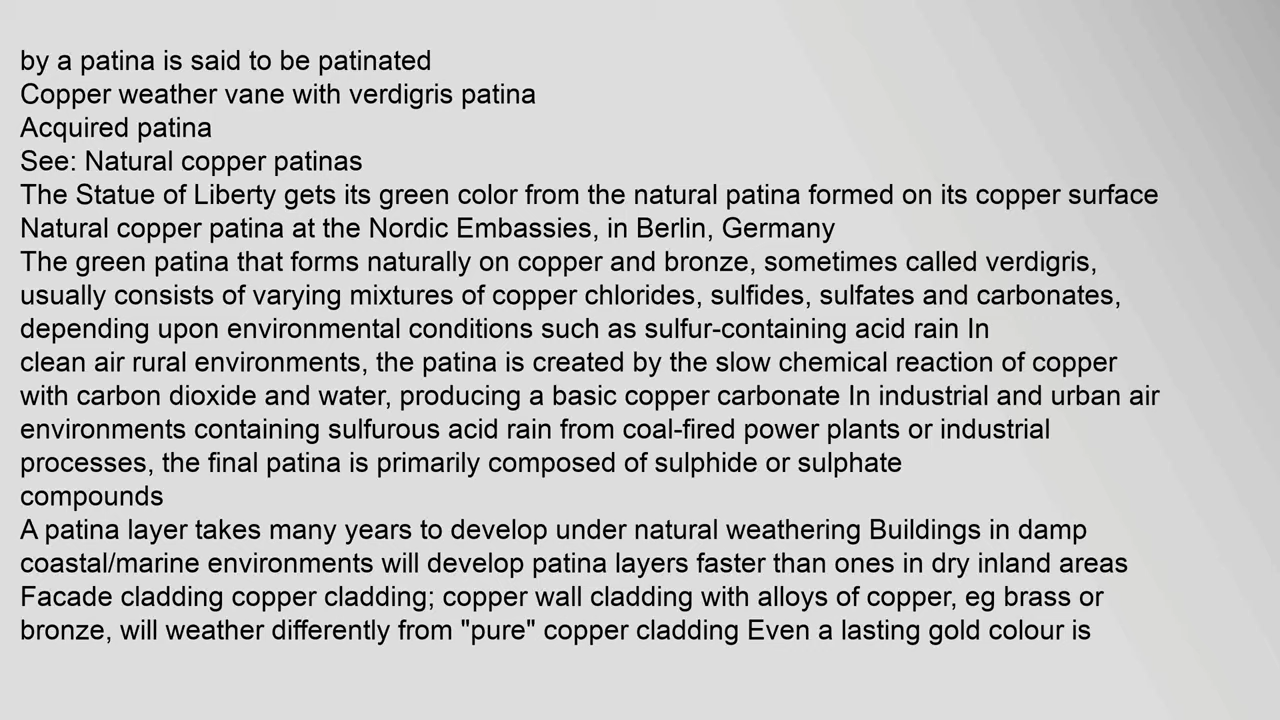 by a patina is said to be patinated
Copper weather vane with verdigris patina
Acquired patina
See: Natural copper patinas
The Statue of Liberty gets its green color from the natural patina formed on its copper surface
Natural copper patina at the Nordic Embassies, in Berlin, Germany
The green patina that forms naturally on copper and bronze, sometimes called verdigris,
usually consists of varying mixtures of copper chlorides, sulfides, sulfates and carbonates,
depending upon environmental conditions such as sulfur-containing acid rain In
clean air rural environments, the patina is created by the slow chemical reaction of copper
with carbon dioxide and water, producing a basic copper carbonate In industrial and urban air
environments containing sulfurous acid rain from coal-fired power plants or industrial
processes, the final patina is primarily composed of sulphide or sulphate
compounds
A patina layer takes many years to develop under natural weathering Buildings in damp
coastal/marine environments will develop patina layers faster than ones in dry inland areas
Facade cladding copper cladding; copper wall cladding with alloys of copper, eg brass or
bronze, will weather differently from "pure" copper cladding Even a lasting gold colour is